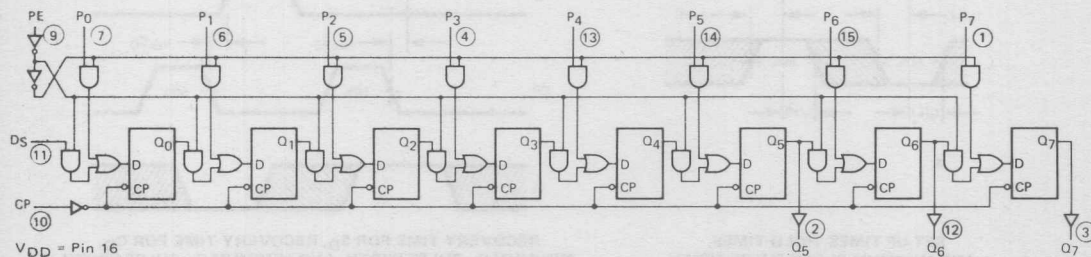 PE P0 P1 P2 P3 P4 P5 P6 P7
9 7 6 5 4 13 14 15 1
DS Q0 Q1 Q2 Q3 Q4 Q5 Q6 Q7
11 D D D D D D D D
CP CP CP CP CP CP CP CP CP
10 2 12 3
VDD = Pin 16 Q5 Q6 Q7